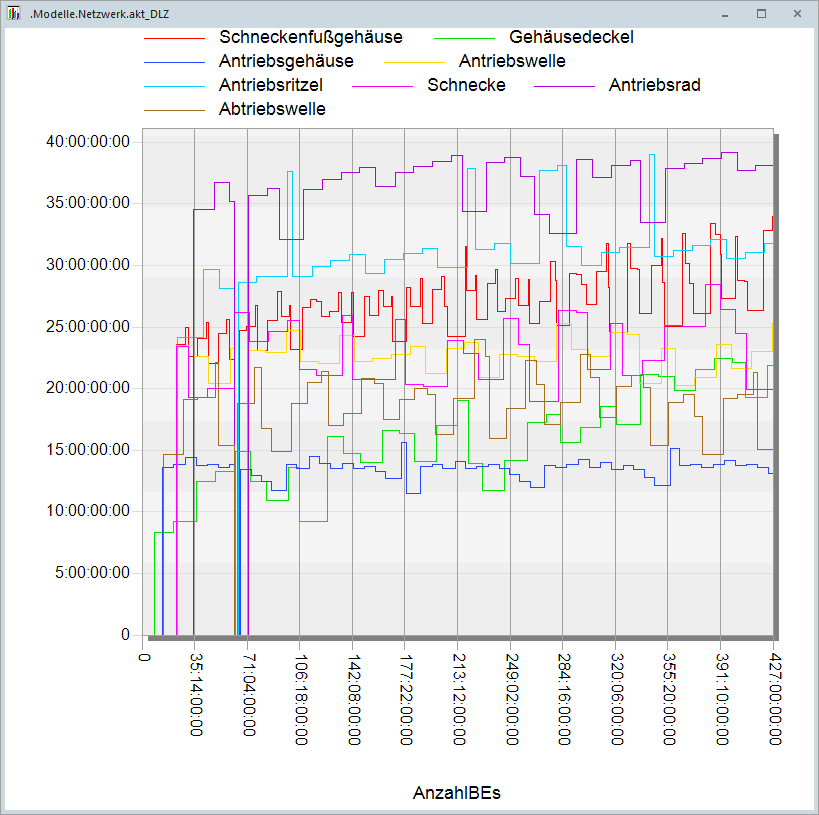 .Modelle.Netzwerk.akt_DLZ
Schneckenfußgehäuse Gehäusedeckel
Antriebsgehäuse Antriebswelle
Antriebsritzel Schnecke Antriebsrad
Abtriebswelle
40:00:00:00
35:00:00:00
30:00:00:00
25:00:00:00
20:00:00:00
15:00:00:00
10:00:00:00
5:00:00:00
0
0 35:14:00:00 71:04:00:00 106:18:00:00 142:08:00:00 177:22:00:00 213:12:00:00 249:02:00:00 284:16:00:00 320:06:00:00 355:20:00:00 391:10:00:00 427:00:00:00
AnzahlBEs